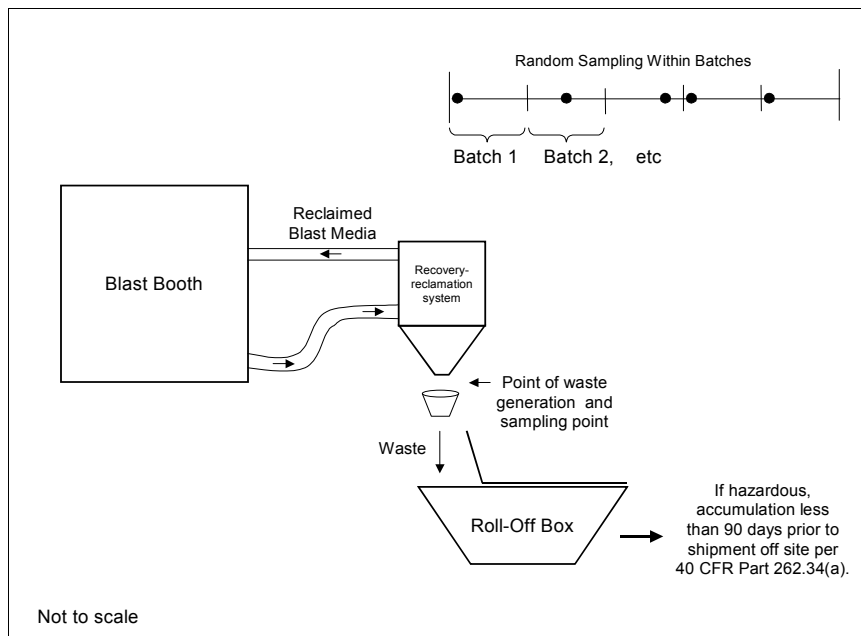 Random Sampling Within Batches
Batch 1
Batch 2, etc
Reclaimed
Blast Media
Blast Booth
Recovery-
reclamation
system
Point of waste
generation and
sampling point
Waste
Roll-Off Box
If hazardous,
accumulation less
than 90 days prior to
shipment off site per
40 CFR Part 262.34(a).
Not to scale